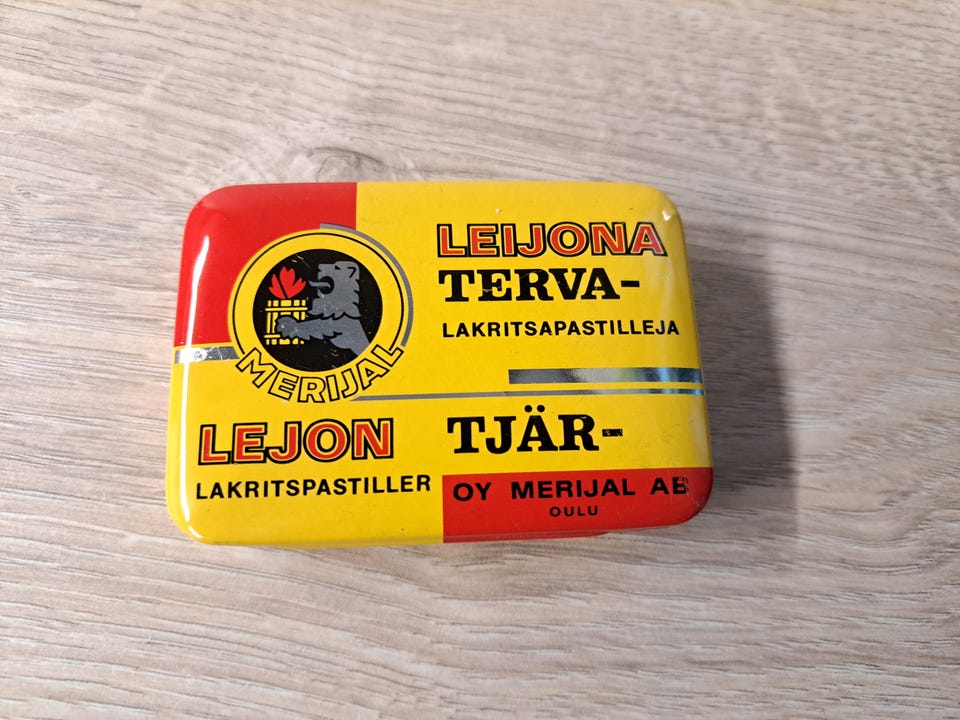 LEIJONA
TERVA-
LAKRITSAPASTILLEJA
MERIJAL
LEJON TJÄR-
LAKRITSPASTILLER
OY MERIJAL AB
OULU